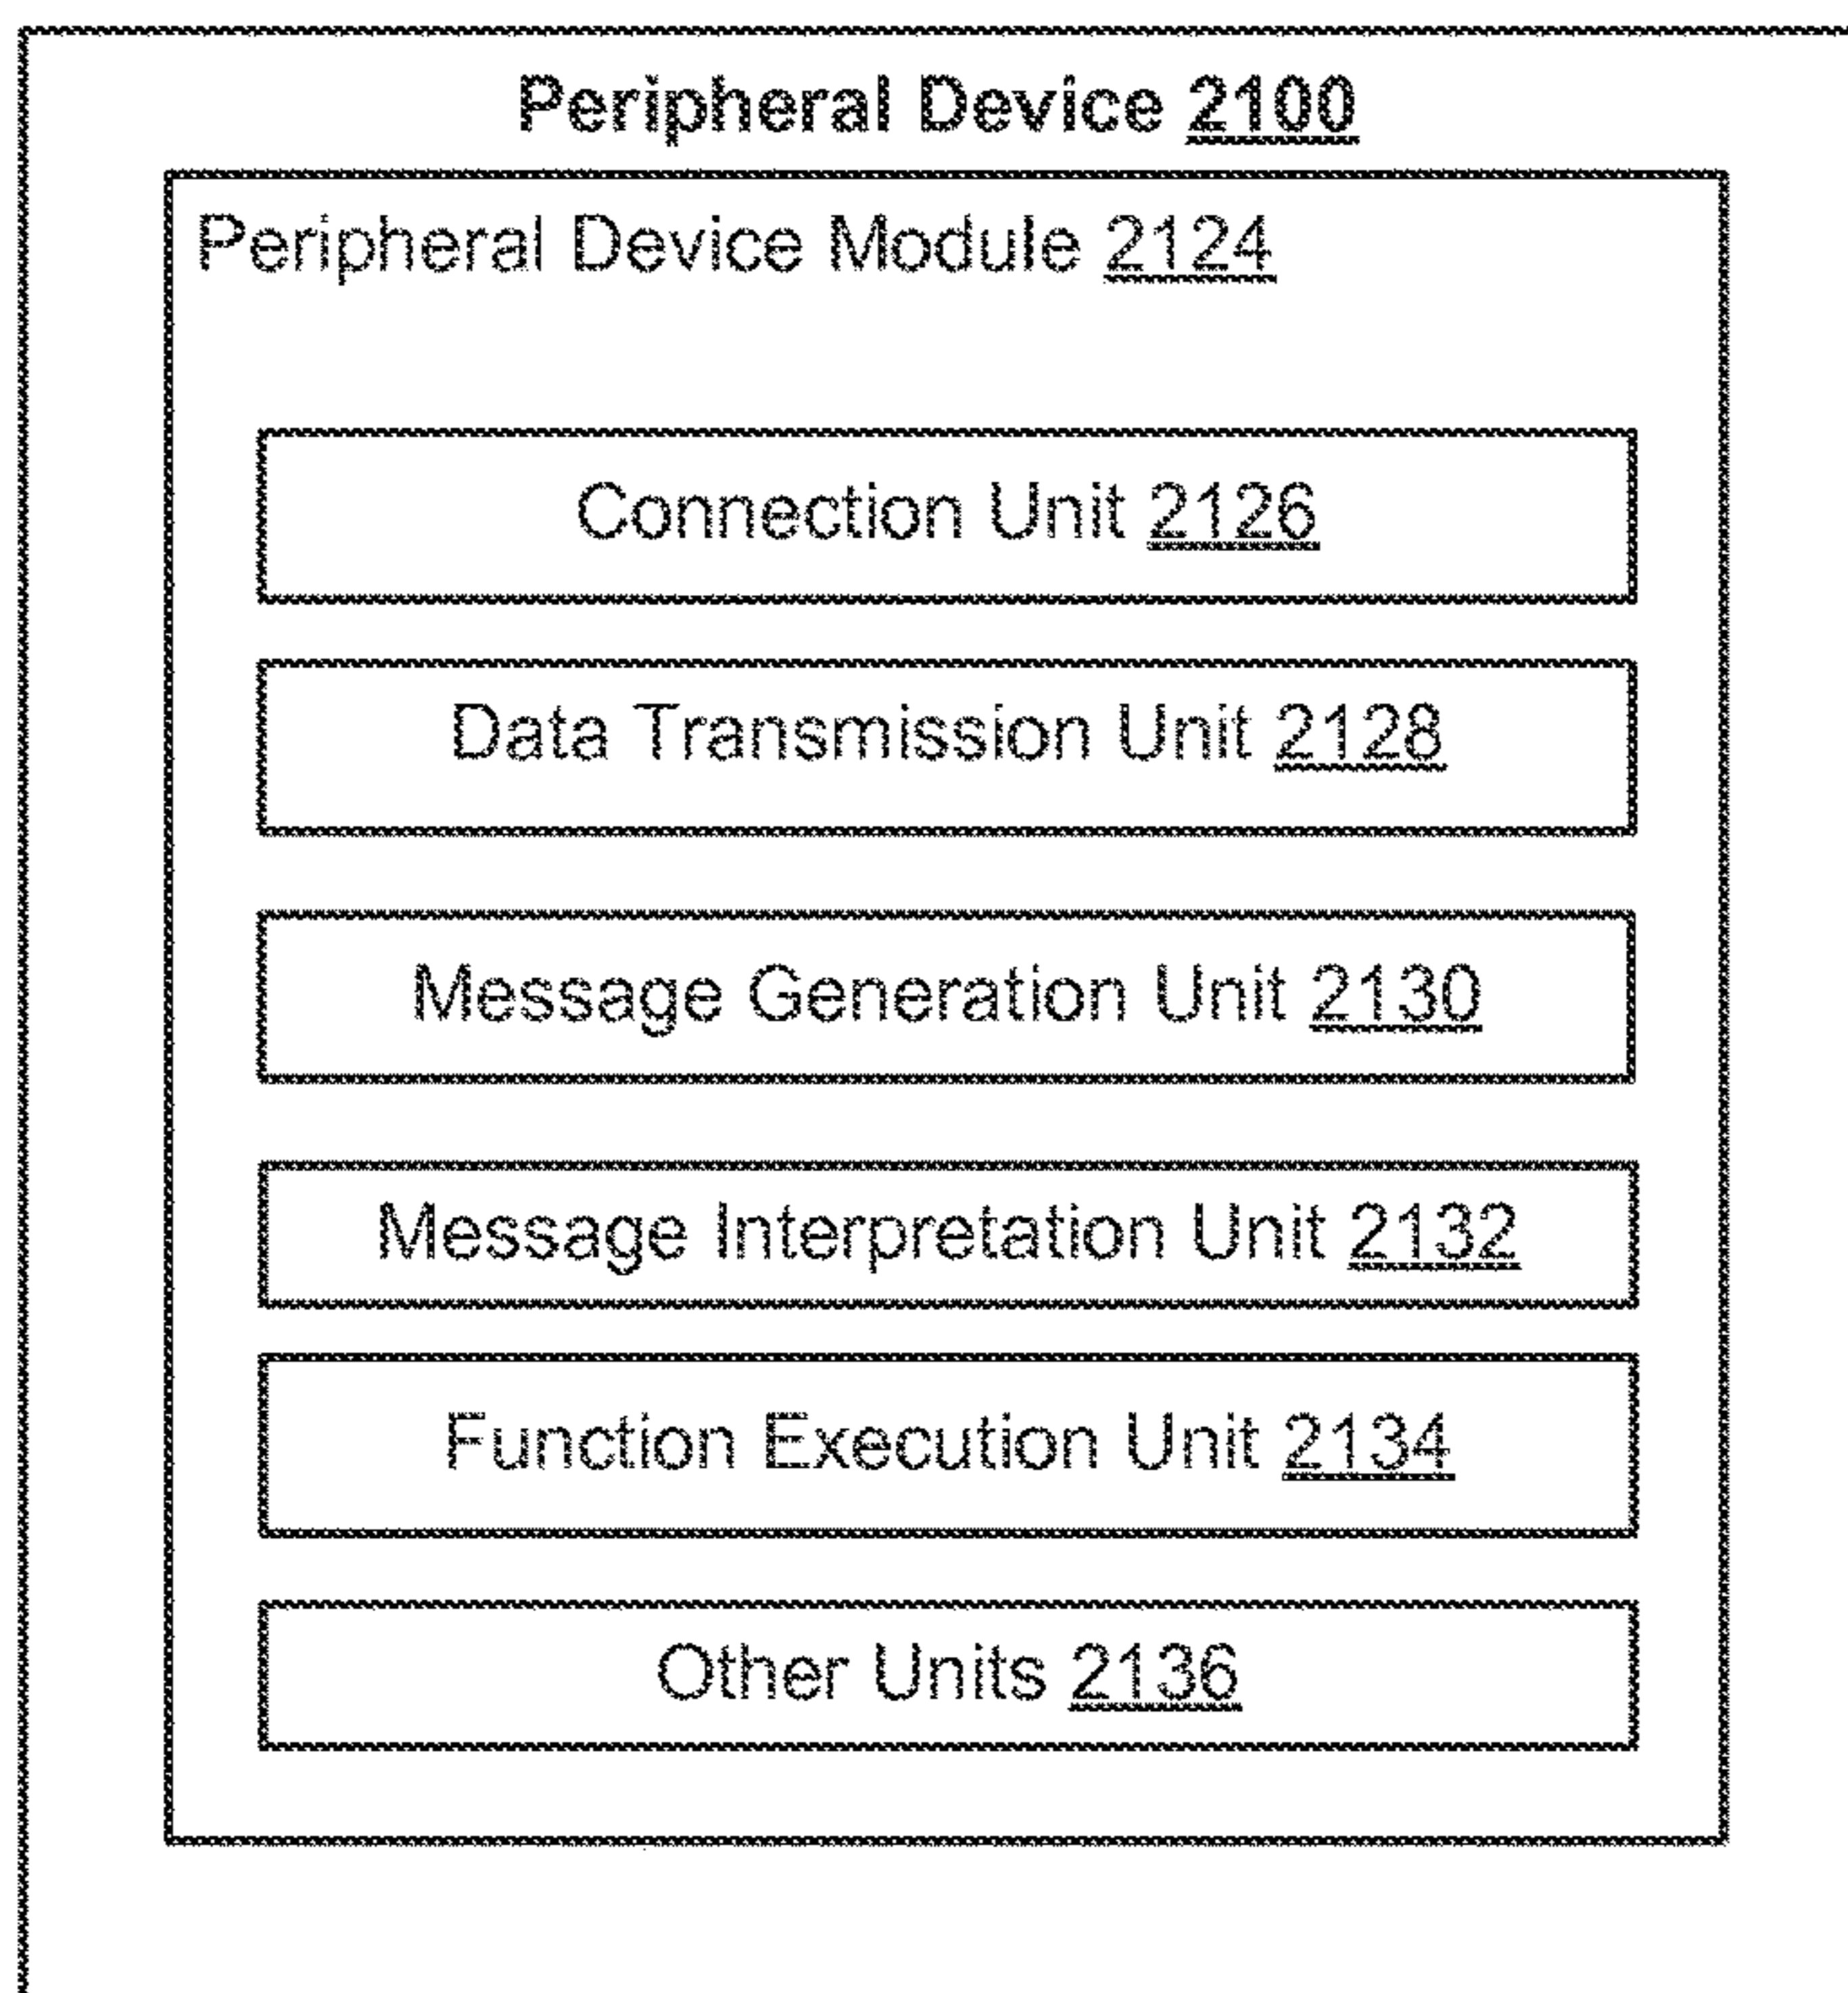 Peripheral Device 2100
Peripheral Device Module 2124
Connection Unit 2126
Data Transmission Unit 2128
Message Generation Unit 2130
Message Interpretation Unit 2132
Function Execution Unit 2134
Other Units 2136